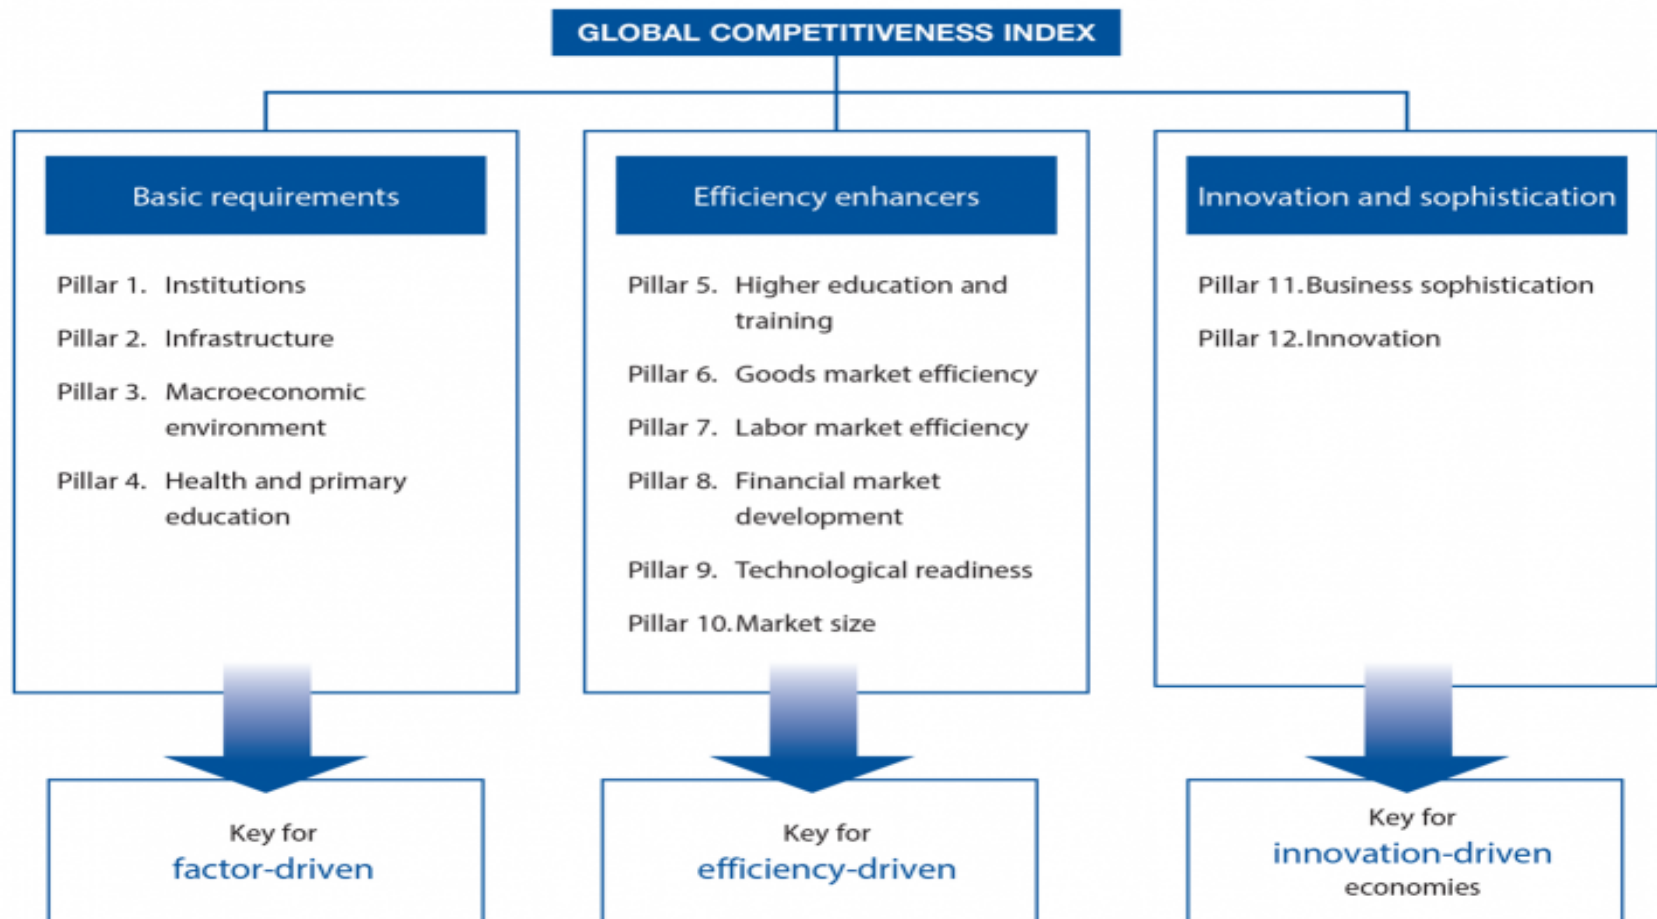 GLOBAL COMPETITIVENESS INDEX
Basic requirements
Pillar 1. Institutions
Pillar 2. Infrastructure
Pillar 3. Macroeconomic
environment
Pillar 4. Health and primary
education
Key for
factor-driven
Efficiency enhancers
Pillar 5. Higher education and
training
Pillar 6. Goods market efficiency
Pillar 7. Labor market efficiency
Pillar 8. Financial market
development
Pillar 9. Technological readiness
Pillar 10. Market size
Key for
efficiency-driven
Innovation and sophistication
Pillar 11. Business sophistication
Pillar 12. Innovation
Key for
innovation-driven
economies